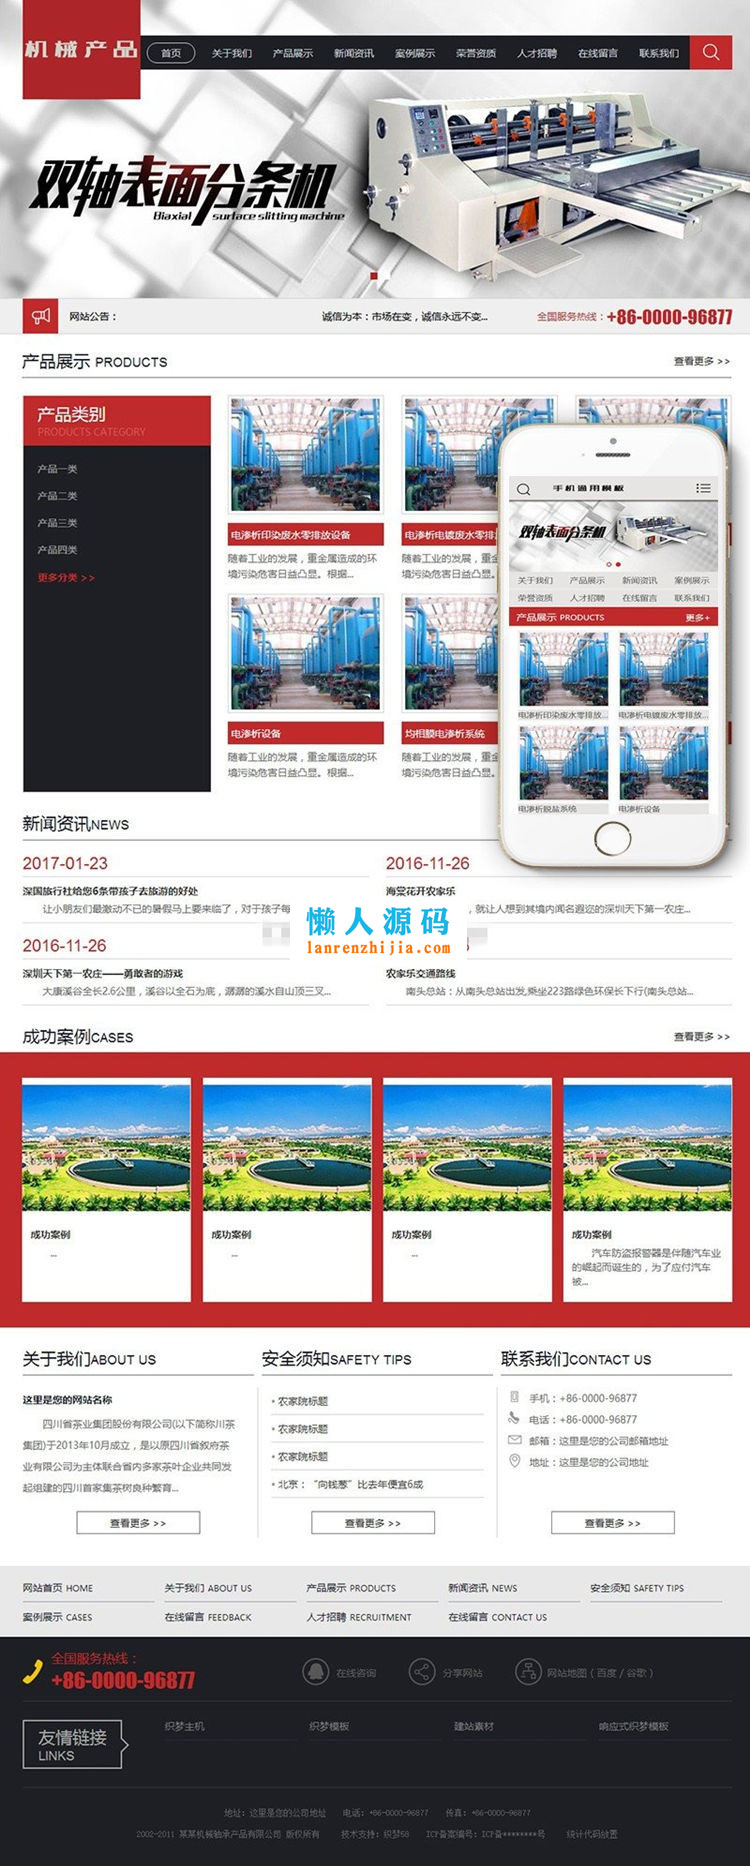 机械产品
首页 关于我们 产品展示 新闻资讯 案例展示 荣誉资质 人才招聘 在线留言 联系我们
双轴表面分条机
Biaxial surface slitting machine
网站公告：
诚信为本：市场在变，诚信永远不变...
全国服务热线：+86-0000-96877
产品展示 PRODUCTS
查看更多 >>
产品类别
PRODUCTS CATEGORY
产品一类
产品二类
产品三类
产品四类
更多分类 >>
电渗析印染废水零排放设备
随着工业的发展，重金属造成的环
境污染危害日益凸显。根据...
电渗析电镀废水零排
随着工业的发展，重金
境污染危害日益凸显。
电渗析设备
随着工业的发展，重金属造成的环
境污染危害日益凸显。根据...
均相膜电渗析系统
随着工业的发展，重金
境污染危害日益凸显。
手机通用模板
双轴表面分条机
关于我们 产品展示 新闻资讯 案例展示
荣誉资质 人才招聘 在线留言 联系我们
产品展示 PRODUCTS 更多+
电渗析印染废水零排放... 电渗析电镀废水零排放...
电渗析脱盐系统 电渗析设备
新闻资讯NEWS
2017-01-23
深国旅行社给您6条带孩子去旅游的好处
让小朋友们最激动不已的暑假马上要来临了，对于孩子每
2016-11-26
海棠花开农家乐
，就让人想到其境内闻名遐迩的深圳天下第一农庄...
2016-11-26
深圳天下第一农庄——勇敢者的游戏
大康溪谷全长2.6公里，溪谷以全石为底，潺潺的溪水自山顶三叉...
农家乐交通路线
南头总站：从南头总站出发,乘坐223路绿色环保长下行(南头总站...
懒人源码
lanrenzhijia.com
成功案例CASES
查看更多 >>
成功案例
...
成功案例
...
成功案例
...
成功案例
汽车防盗报警器是伴随汽车业
的崛起而诞生的，为了应付汽车
被...
关于我们ABOUT US
这里是您的网站名称
四川省茶业集团股份有限公司(以下简称川茶
集团)于2013年10月成立，是以原四川省叙府茶
业有限公司为主体联合省内多家茶叶企业共同发
起组建的四川首家集茶树良种繁育...
查看更多 >>
安全须知SAFETY TIPS
• 农家院标题
• 农家院标题
• 农家院标题
• 北京：“向钱葱”比去年便宜6成
查看更多 >>
联系我们CONTACT US
手机：+86-0000-96877
电话：+86-0000-96877
邮箱：这里是您的公司邮箱地址
地址：这里是您的公司地址
查看更多 >>
网站首页 HOME 关于我们 ABOUT US 产品展示 PRODUCTS 新闻资讯 NEWS 安全须知 SAFETY TIPS
案例展示 CASES 在线留言 FEEDBACK 人才招聘 RECRUITMENT 在线留言 CONTACT US
全国服务热线：
+86-0000-96877
在线咨询 分享网站 网站地图 ( 百度 / 谷歌 )
友情链接
LINKS
织梦主机 织梦模板 建站素材 响应式织梦模板
地址：这里是您的公司地址 电话：+86-0000-96877 传真：+86-0000-96877
2002-2011 某某机械轴承产品有限公司 版权所有 技术支持：织梦58 ICP备案编号：ICP备********号 统计代码放置